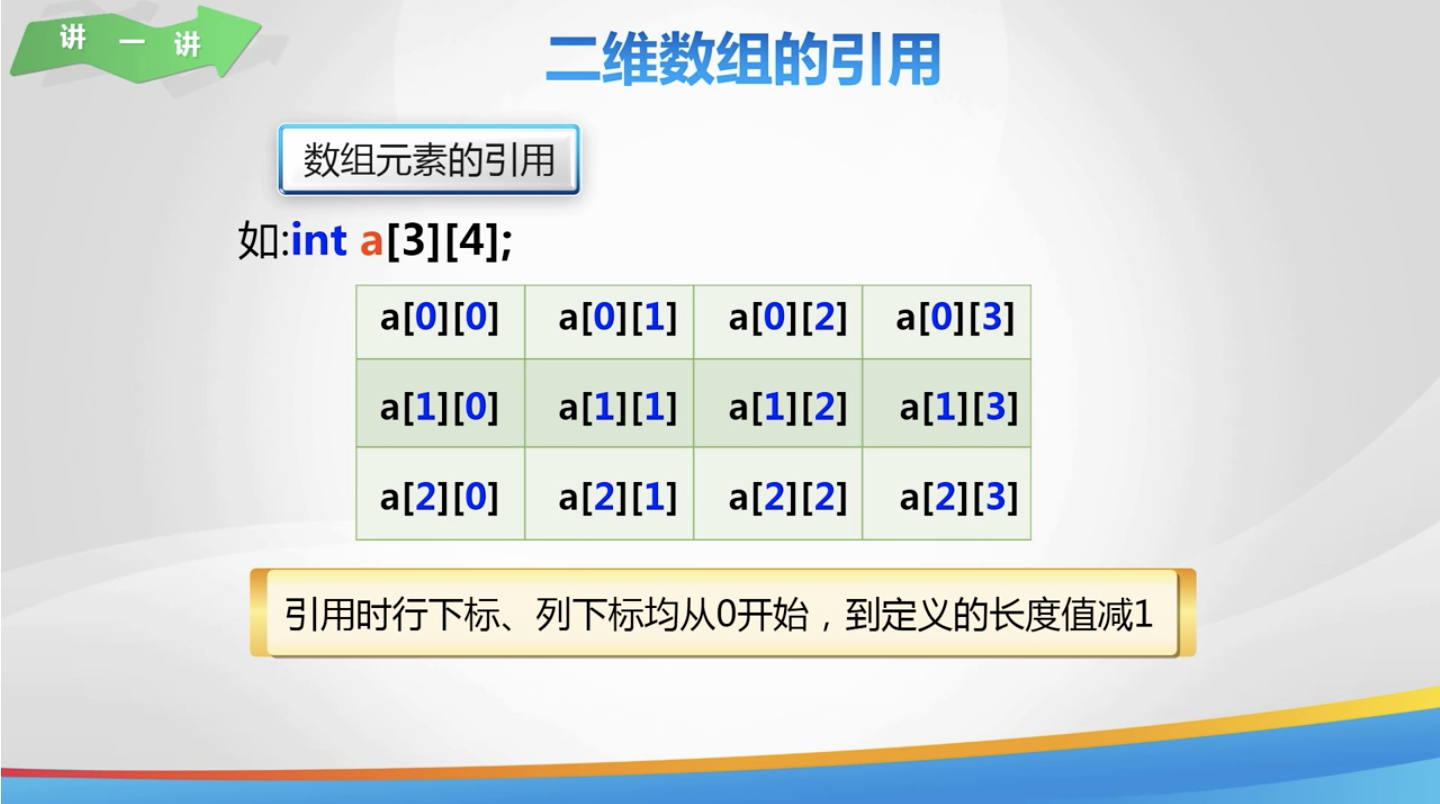 讲一讲
二维数组的引用
数组元素的引用
如:int a[3][4];
a[0][0] a[0][1] a[0][2] a[0][3]
a[1][0] a[1][1] a[1][2] a[1][3]
a[2][0] a[2][1] a[2][2] a[2][3]
引用时行下标、列下标均从0开始，到定义的长度值减1